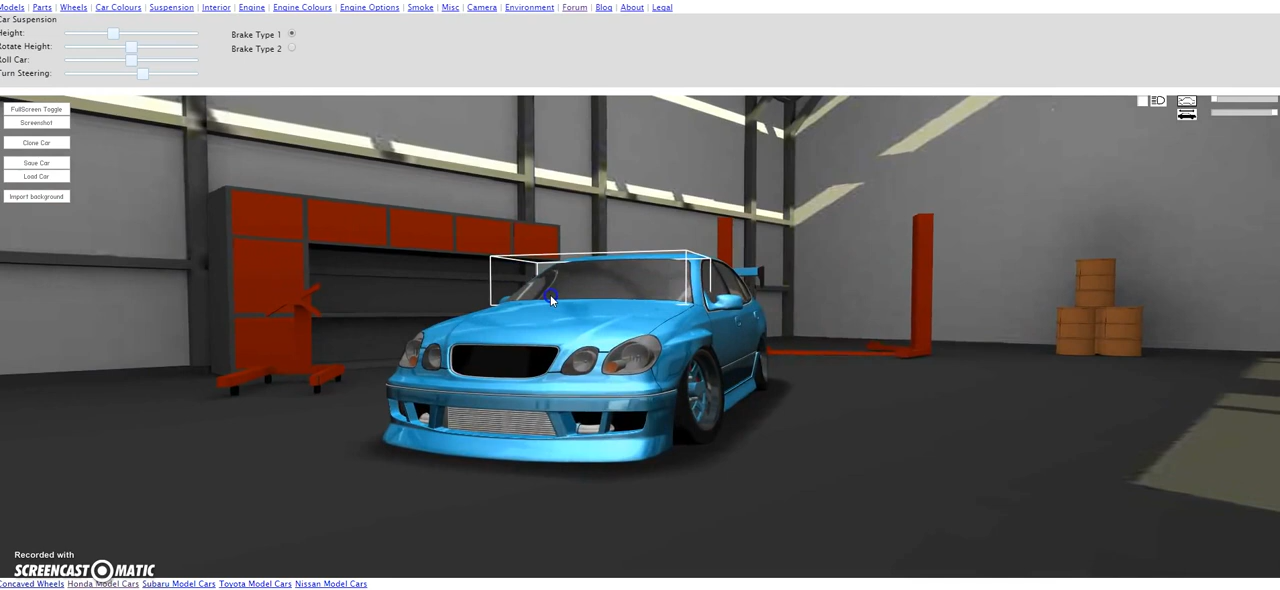 Models | Parts | Wheels | Car Colours | Suspension | Interior | Engine | Engine Colours | Engine Options | Smoke | Misc | Camera | Environment | Forum | Blog | About | Legal
Car Suspension
Height:
Brake Type 1
Rotate Height:
Brake Type 2
Roll Car:
Turn Steering:
FullScreen Toggle
Screenshot
Clone Car
Save Car
Load Car
Import background
Recorded with
SCREENCAST MATIC
Concaved Wheels Honda Model Cars Subaru Model Cars Toyota Model Cars Nissan Model Cars